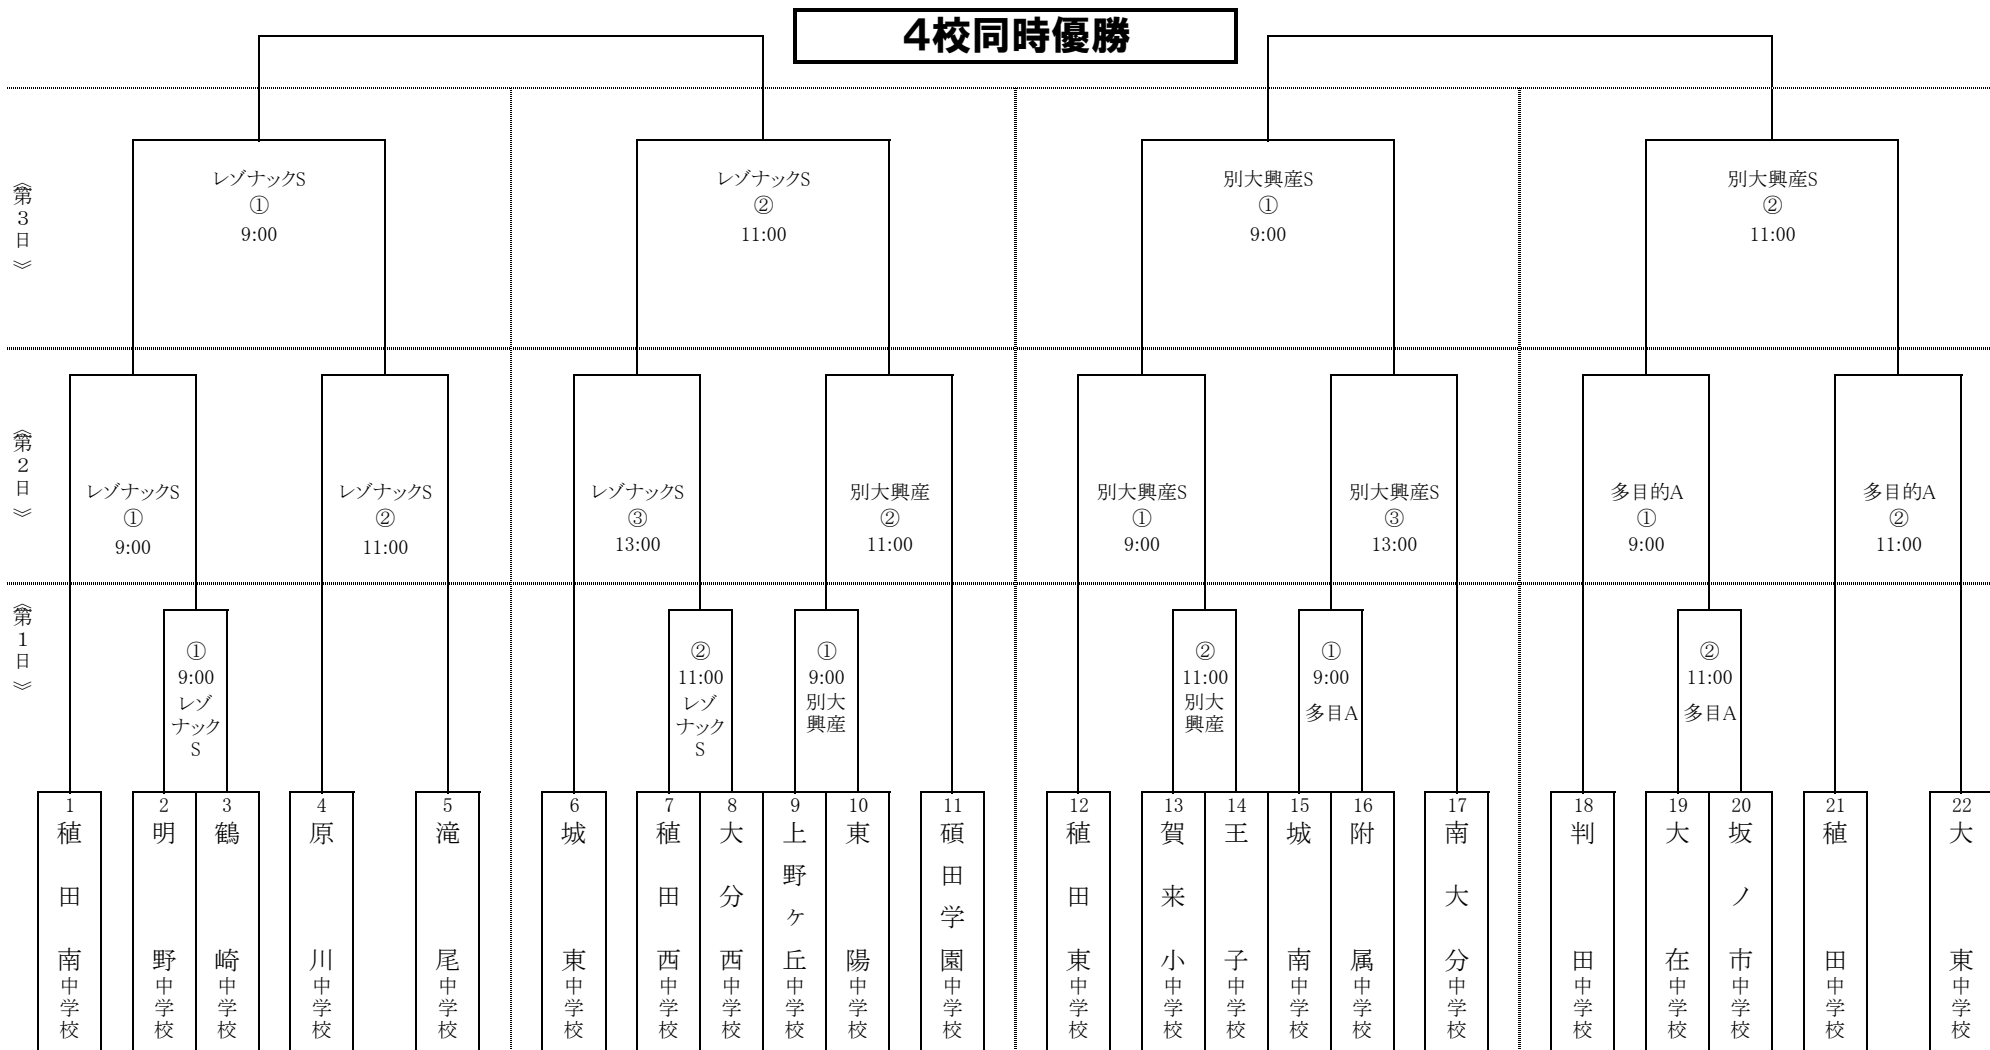 4校同時優勝
《第3日》
レゾナックS
①
9:00
レゾナックS
②
11:00
別大興産S
①
9:00
別大興産S
②
11:00
《第2日》
レゾナックS
①
9:00
レゾナックS
②
11:00
レゾナックS
③
13:00
別大興産
②
11:00
別大興産S
①
9:00
別大興産S
③
13:00
多目的A
①
9:00
多目的A
②
11:00
《第1日》
①
9:00
レゾ
ナック
S
②
11:00
レゾ
ナック
S
①
9:00
別大
興産
②
11:00
別大
興産
①
9:00
多目A
②
11:00
多目A
1
稙田南中学校
2
明野中学校
3
鶴崎中学校
4
原川中学校
5
滝尾中学校
6
城東中学校
7
稙田西中学校
8
大分西中学校
9
上野ヶ丘中学校
10
東陽中学校
11
碩田学園中学校
12
稙田東中学校
13
賀来小中学校
14
王子中学校
15
城南中学校
16
附属中学校
17
南大分中学校
18
判田中学校
19
大在中学校
20
坂ノ市中学校
21
稙田中学校
22
大東中学校